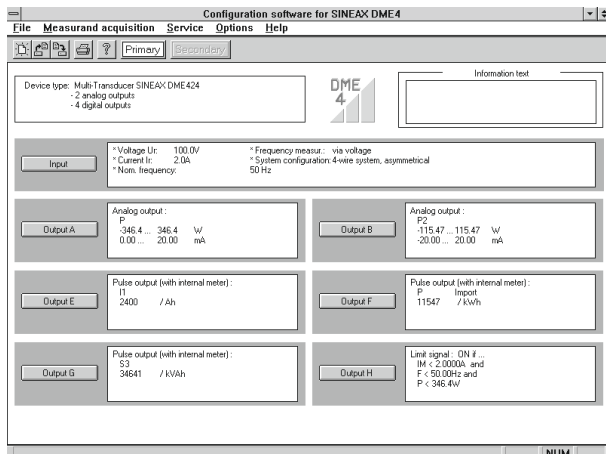 Configuration software for SINEAX DME4
File Measurand acquisition Service Options Help
Primary Secondary
Device type: Multi-Transducer SINEAX DME424
- 2 analog outputs
- 4 digital outputs
DME
4
Information text
Input
* Voltage Ur: 100.0V * Frequency measur.: via voltage
* Current Ir: 2.0A * System configuration: 4-wire system, asymmetrical
* Nom. frequency: 50 Hz
Output A
Analog output :
P
-346.4 ... 346.4 W
0.00 ... 20.00 mA
Output B
Analog output :
P2
-115.47 ... 115.47 W
-20.00 ... 20.00 mA
Output E
Pulse output (with internal meter) :
I1
2400 / Ah
Output F
Pulse output (with internal meter) :
P Import
11547 / kWh
Output G
Pulse output (with internal meter) :
S3
34641 / kVAh
Output H
Limit signal : ON if ...
IM < 2.0000A and
F < 50.00Hz and
P < 346.4W
NUM